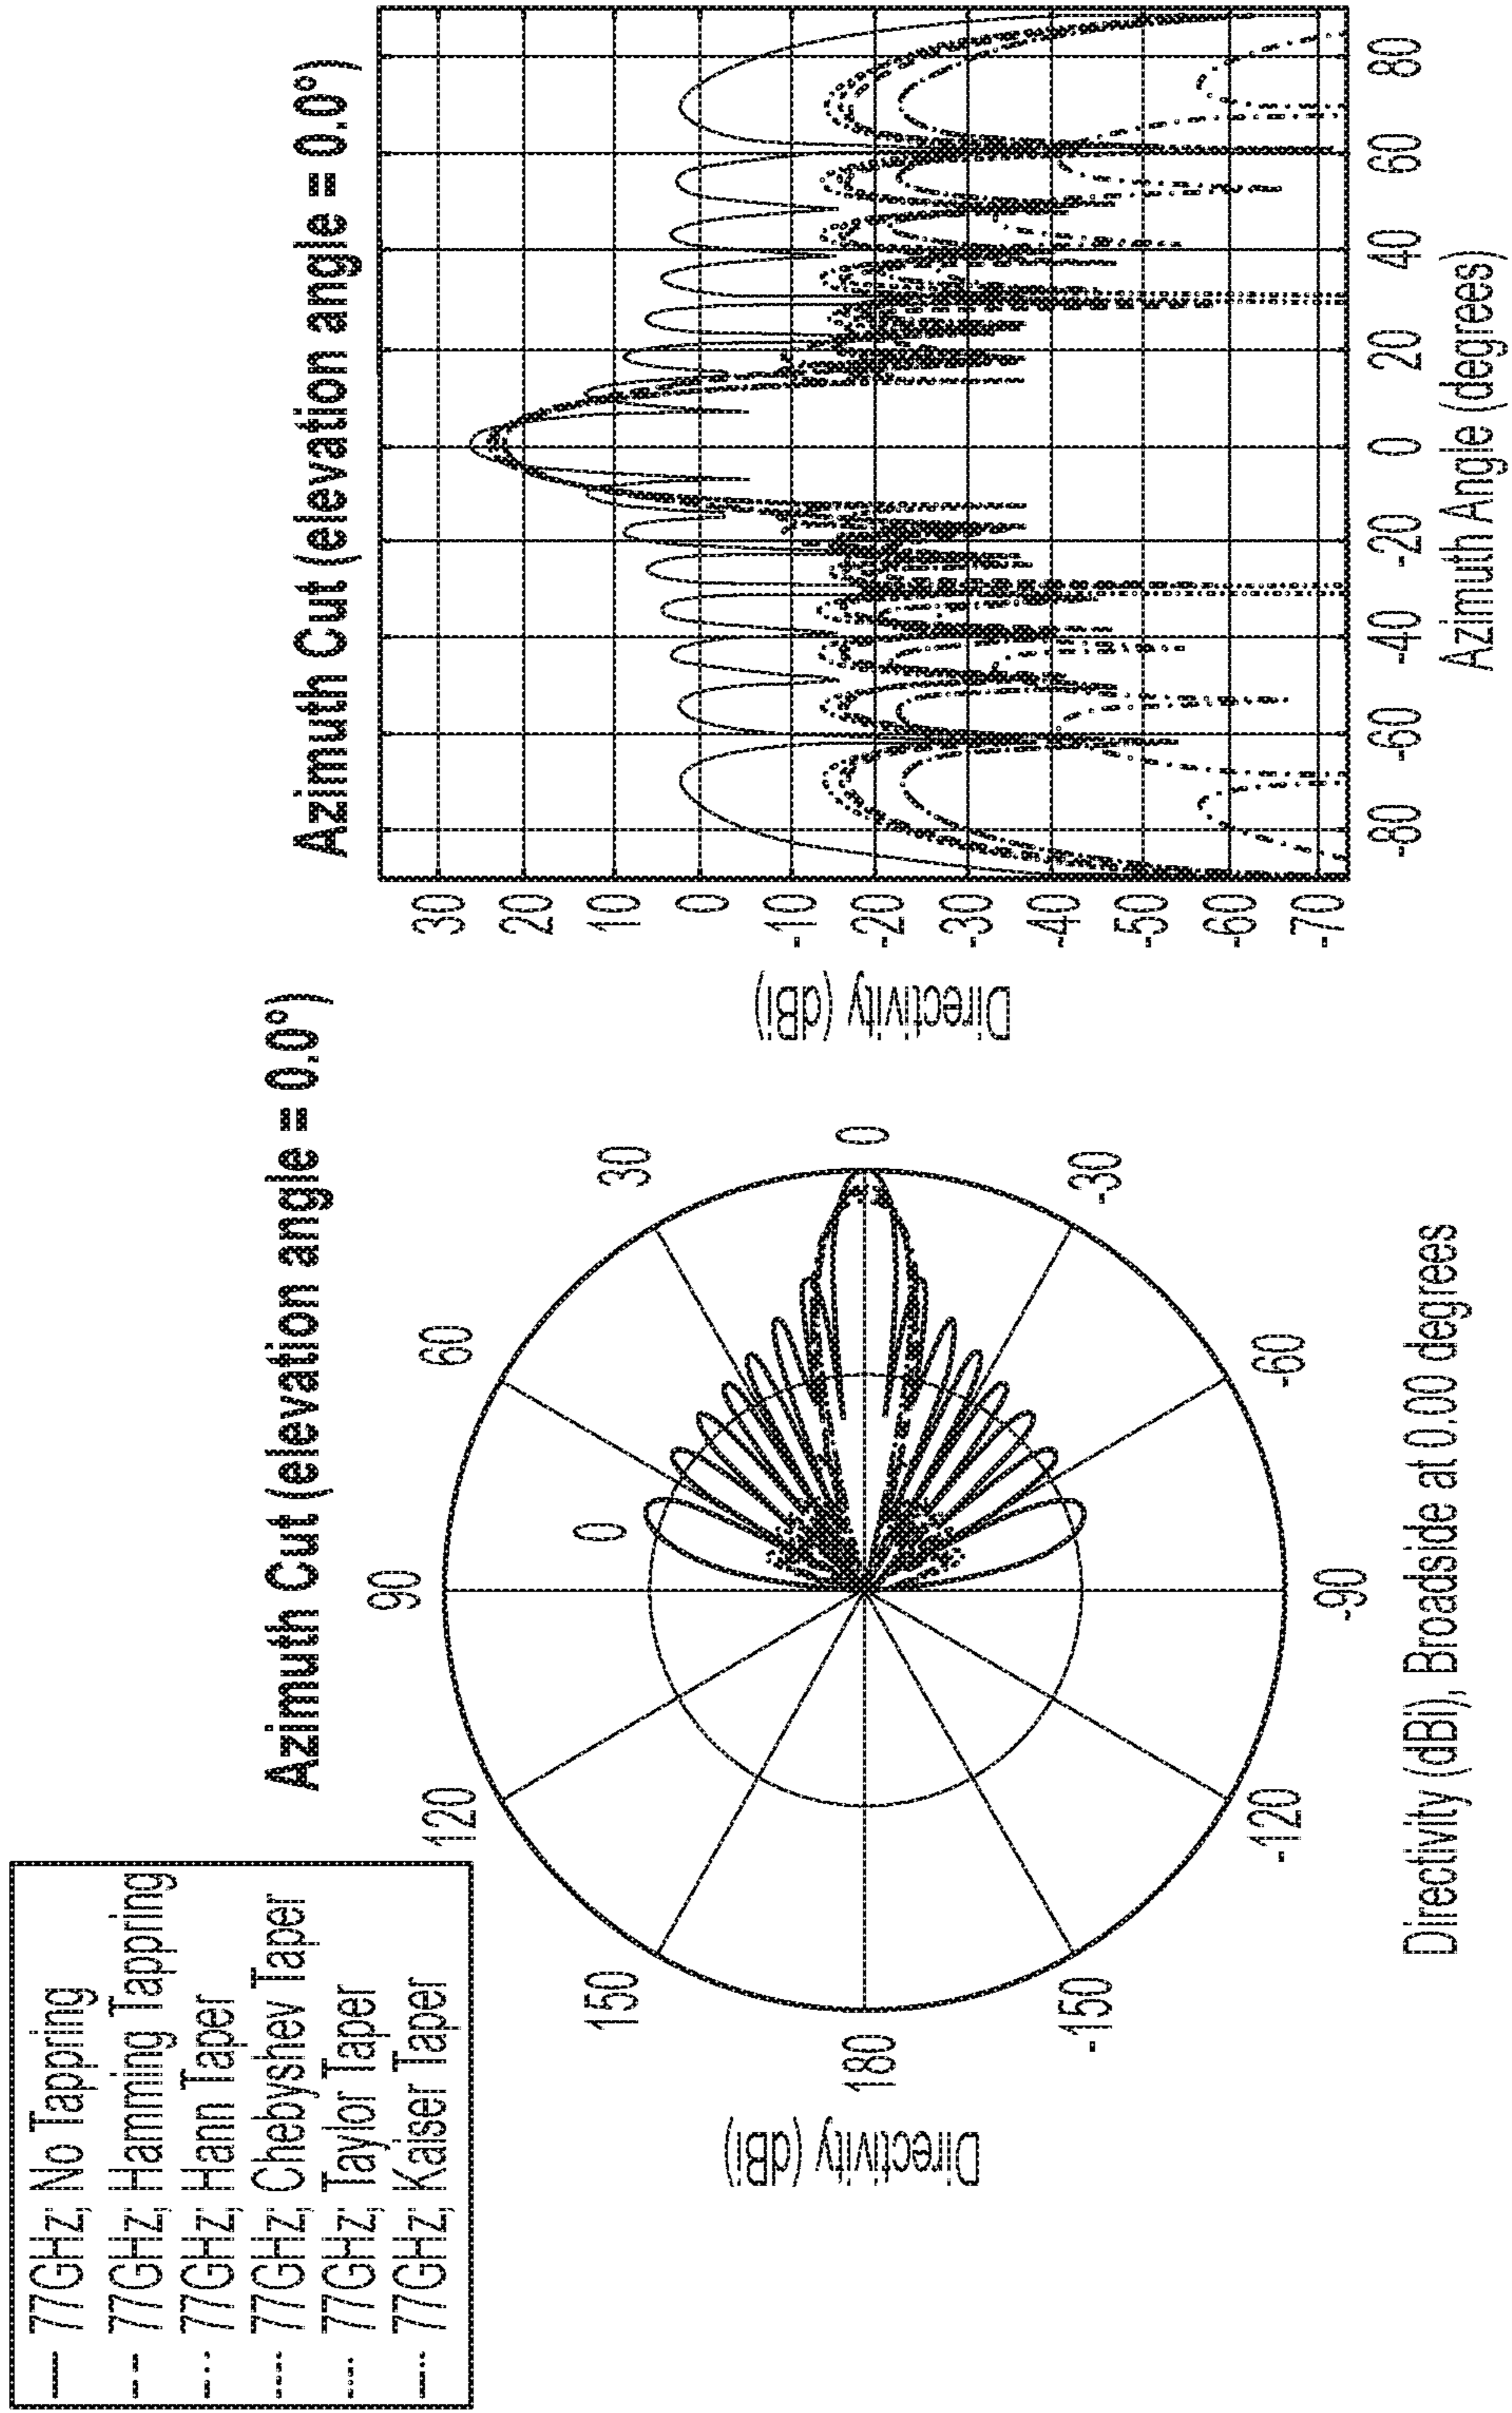 77GHz; No Tappring
77GHz; Hamming Tappring
77GHz; Hann Taper
77GHz; Chebyshev Taper
77GHz; Taylor Taper
77GHz; Kaiser Taper
Azimuth Cut (elevation angle = 0.0°)
90
60
30
0
-30
-60
-90
-120
-150
180
150
120
0
Directivity (dBi)
Directivity (dBi), Broadside at 0.00 degrees
Azimuth Cut (elevation angle = 0.0°)
Directivity (dBi)
30
20
10
0
-10
-20
-30
-40
-50
-60
-70
-80
-60
-40
-20
0
20
40
60
80
Azimuth Angle (degrees)